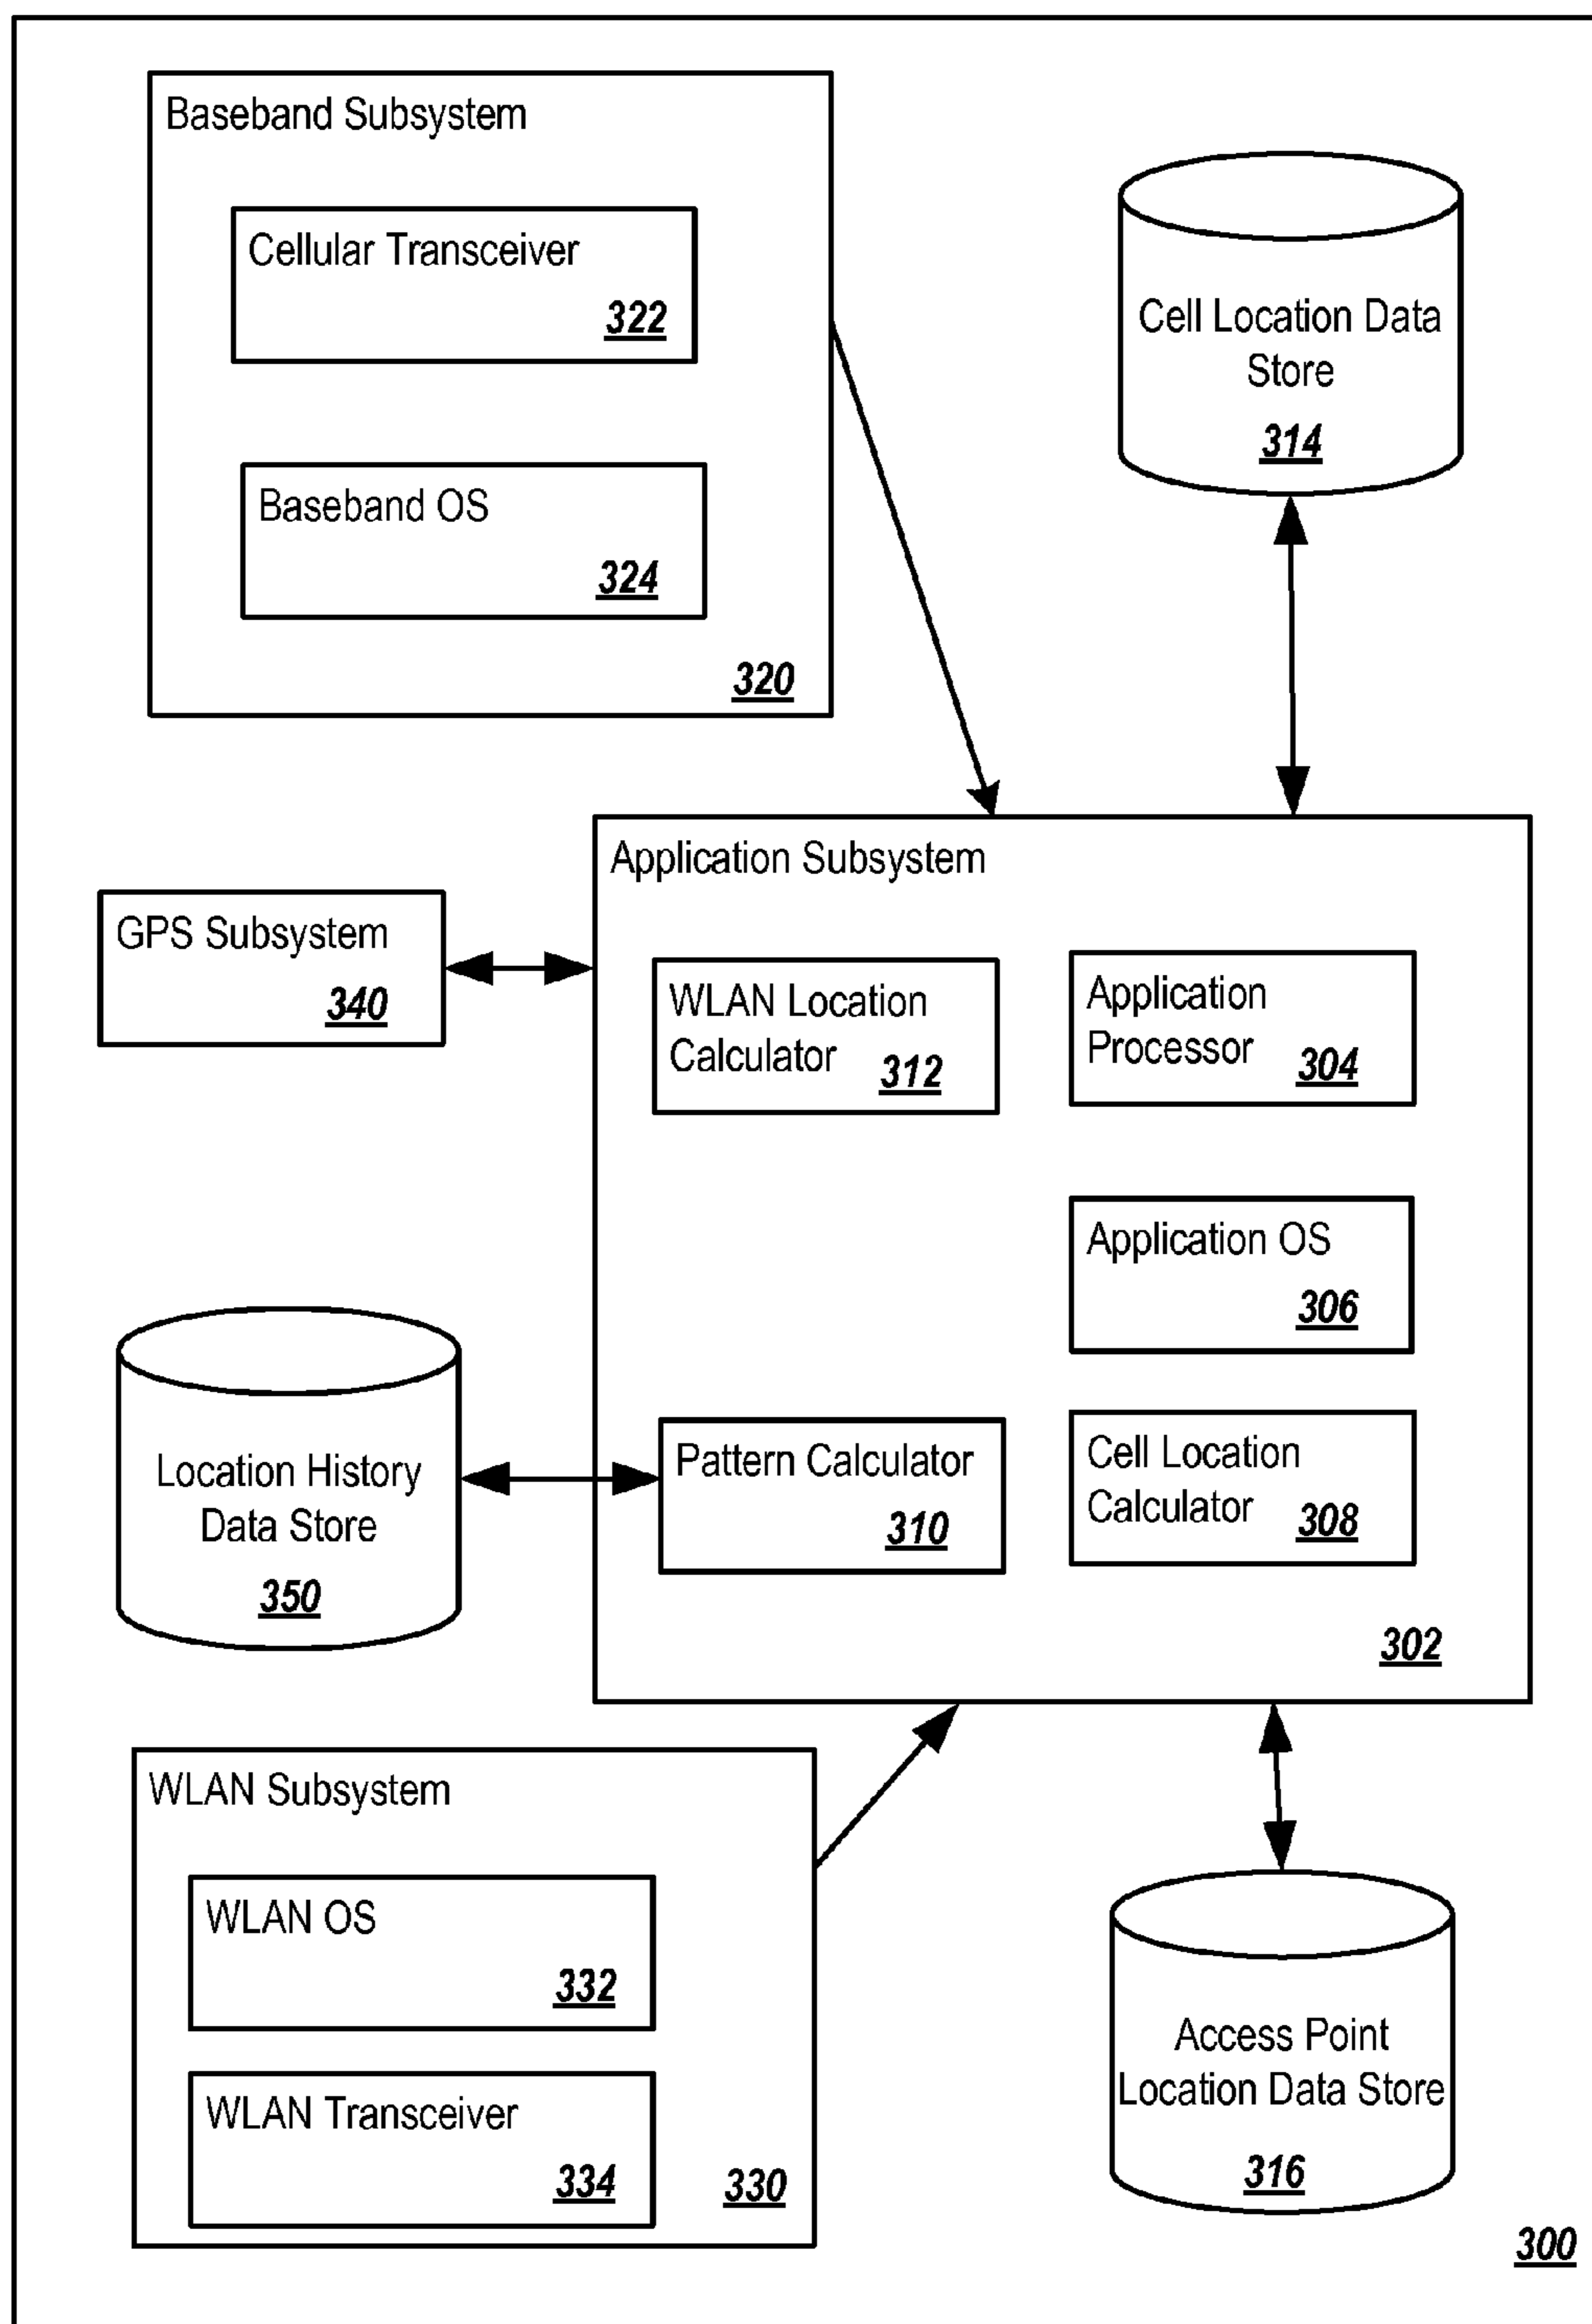 Baseband Subsystem
Cellular Transceiver
322
Baseband OS
324
320
Cell Location Data
Store
314
Application Subsystem
GPS Subsystem
340
WLAN Location
Calculator
312
Application
Processor
304
Application OS
306
Location History
Data Store
350
Pattern Calculator
310
Cell Location
Calculator
308
302
WLAN Subsystem
WLAN OS
332
WLAN Transceiver
334
330
Access Point
Location Data Store
316
300